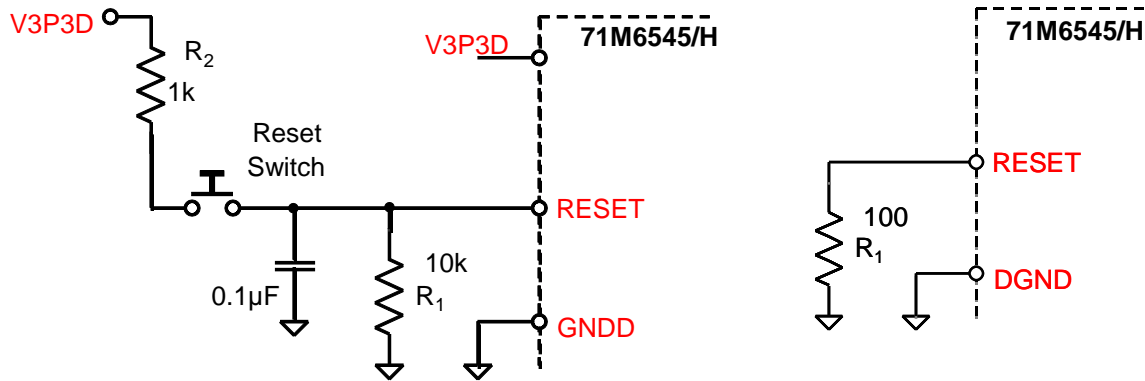 V3P3D
R2
1k
Reset
Switch
0.1µF
10k
R1
V3P3D
71M6545/H
RESET
GNDD
71M6545/H
RESET
100
R1
DGND